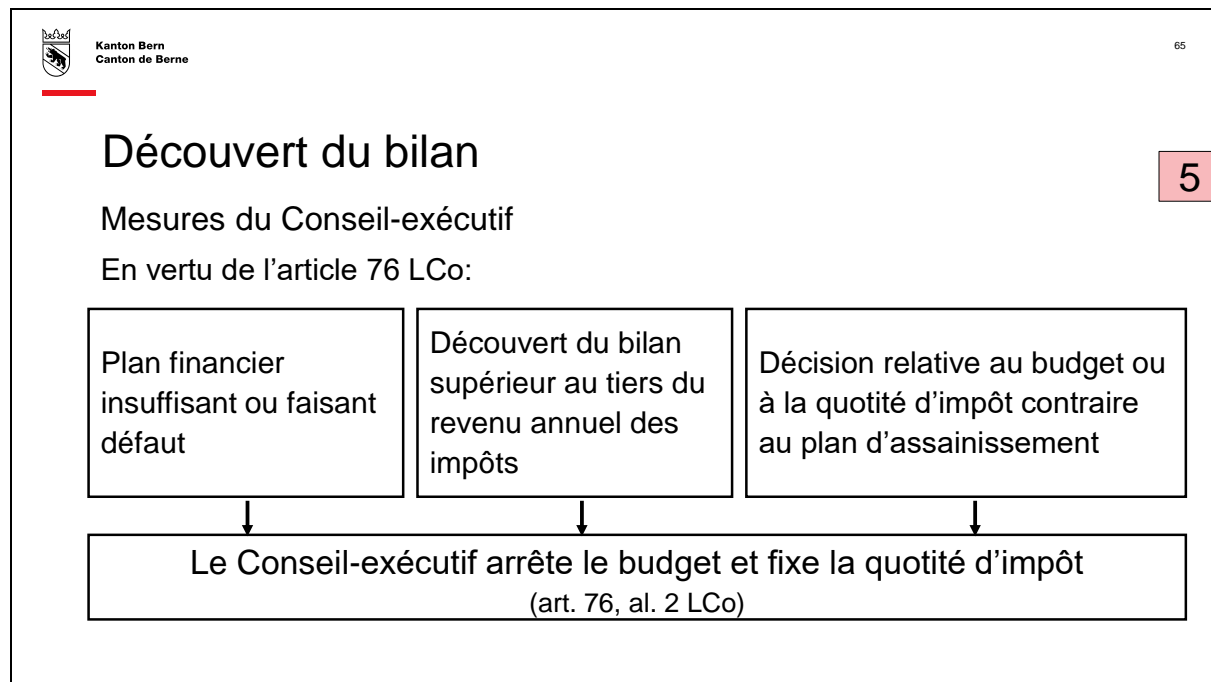 Kanton Bern
Canton de Berne
65
Découvert du bilan
5
Mesures du Conseil-exécutif
En vertu de l’article 76 LCo:
Plan financier
insuffisant ou faisant
défaut
Découvert du bilan
supérieur au tiers du
revenu annuel des
impôts
Décision relative au budget ou
à la quotité d’impôt contraire
au plan d’assainissement
Le Conseil-exécutif arrête le budget et fixe la quotité d’impôt
(art. 76, al. 2 LCo)